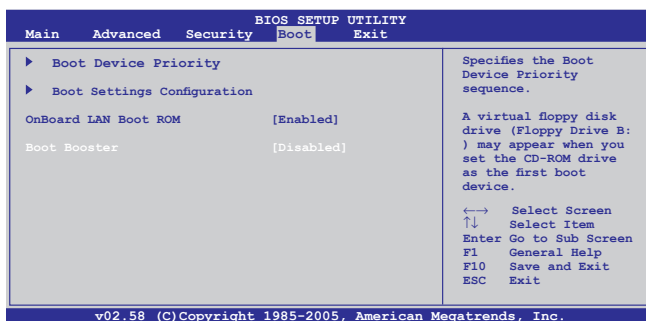 BIOS SETUP UTILITY
Main Advanced Security Boot Exit
Boot Device Priority
Boot Settings Configuration
OnBoard LAN Boot ROM [Enabled]
Boot Booster [Disabled]
Specifies the Boot
Device Priority
sequence.
A virtual floppy disk
drive (Floppy Drive B:
) may appear when you
set the CD-ROM drive
as the first boot
device.
←→ Select Screen
↑↓ Select Item
Enter Go to Sub Screen
F1 General Help
F10 Save and Exit
ESC Exit
v02.58 (C)Copyright 1985-2005, American Megatrends, Inc.